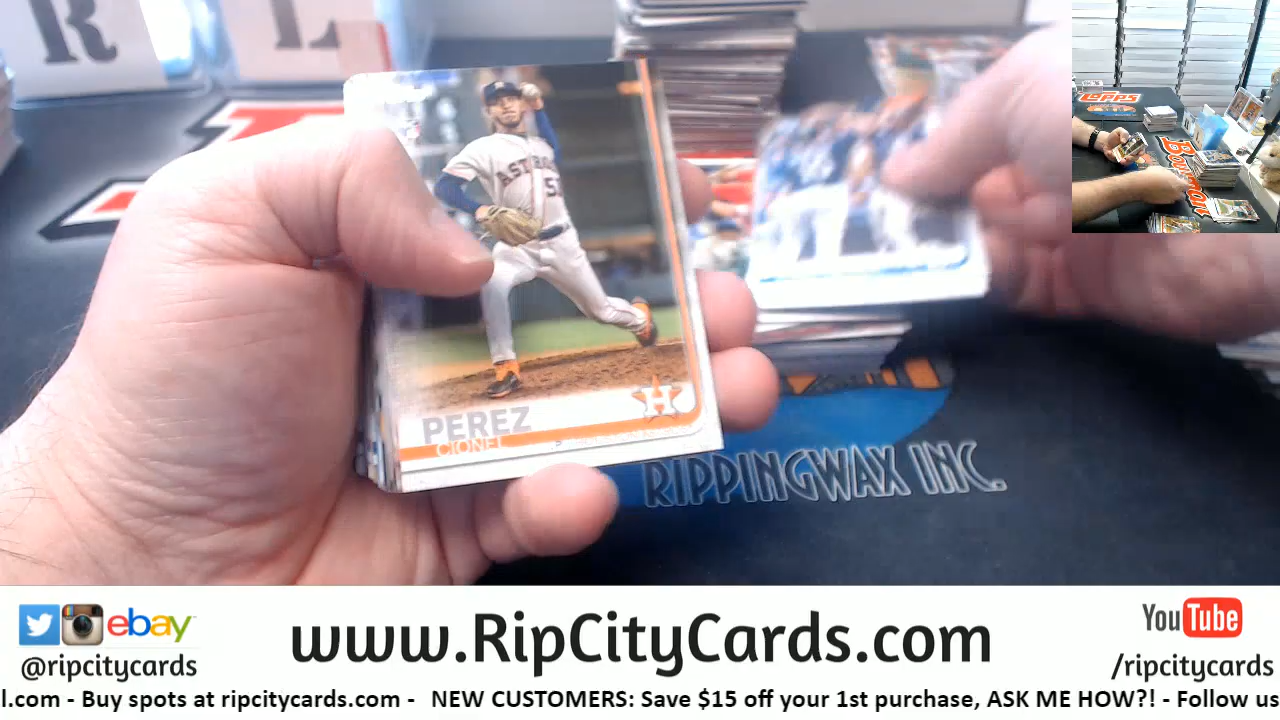 R L
TOPPS
Bowman
ASTROS
53
H
PEREZ
CIONEL
RIPPINGWAX INC.
ebay
@ripcitycards
www.RipCityCards.com
YouTube
/ripcitycards
l.com - Buy spots at ripcitycards.com - NEW CUSTOMERS: Save $15 off your 1st purchase, ASK ME HOW?! - Follow us